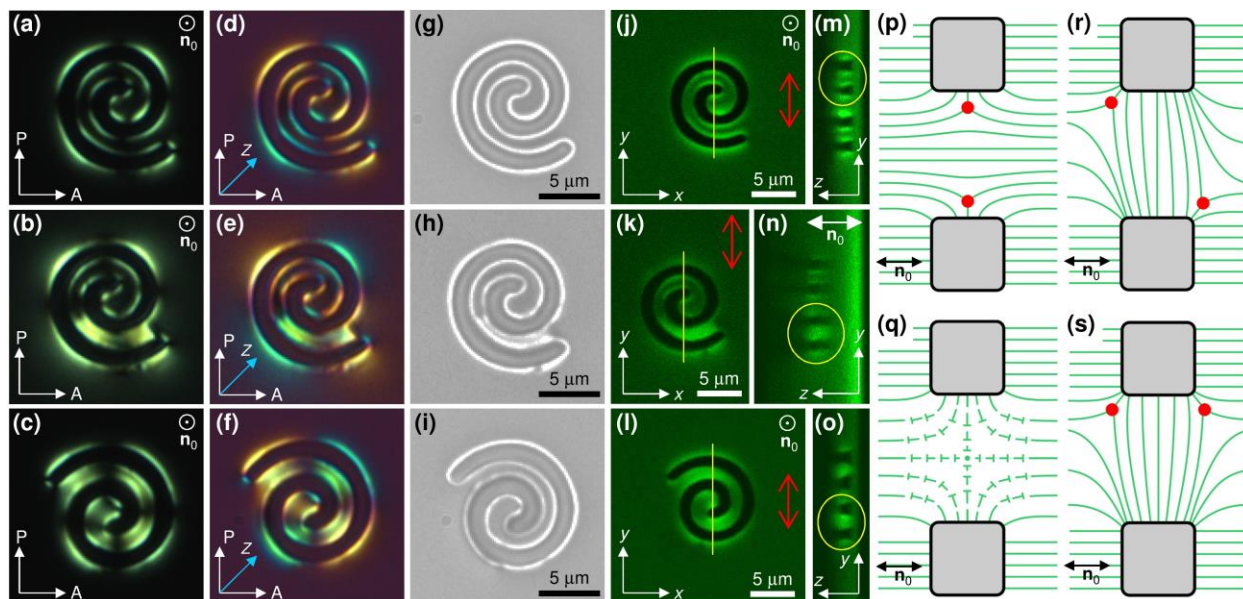 (a)
n₀
P
A
(d)
P
Z
A
(g)
5 μm
(j)
n₀
y
x
5 μm
(m)
y
z
(p)
n₀
(r)
n₀
(b)
n₀
P
A
(e)
P
Z
A
(h)
5 μm
(k)
y
x
5 μm
(n)
n₀
y
z
(q)
n₀
(s)
n₀
(c)
n₀
P
A
(f)
P
Z
A
(i)
5 μm
(l)
n₀
y
x
5 μm
(o)
y
z